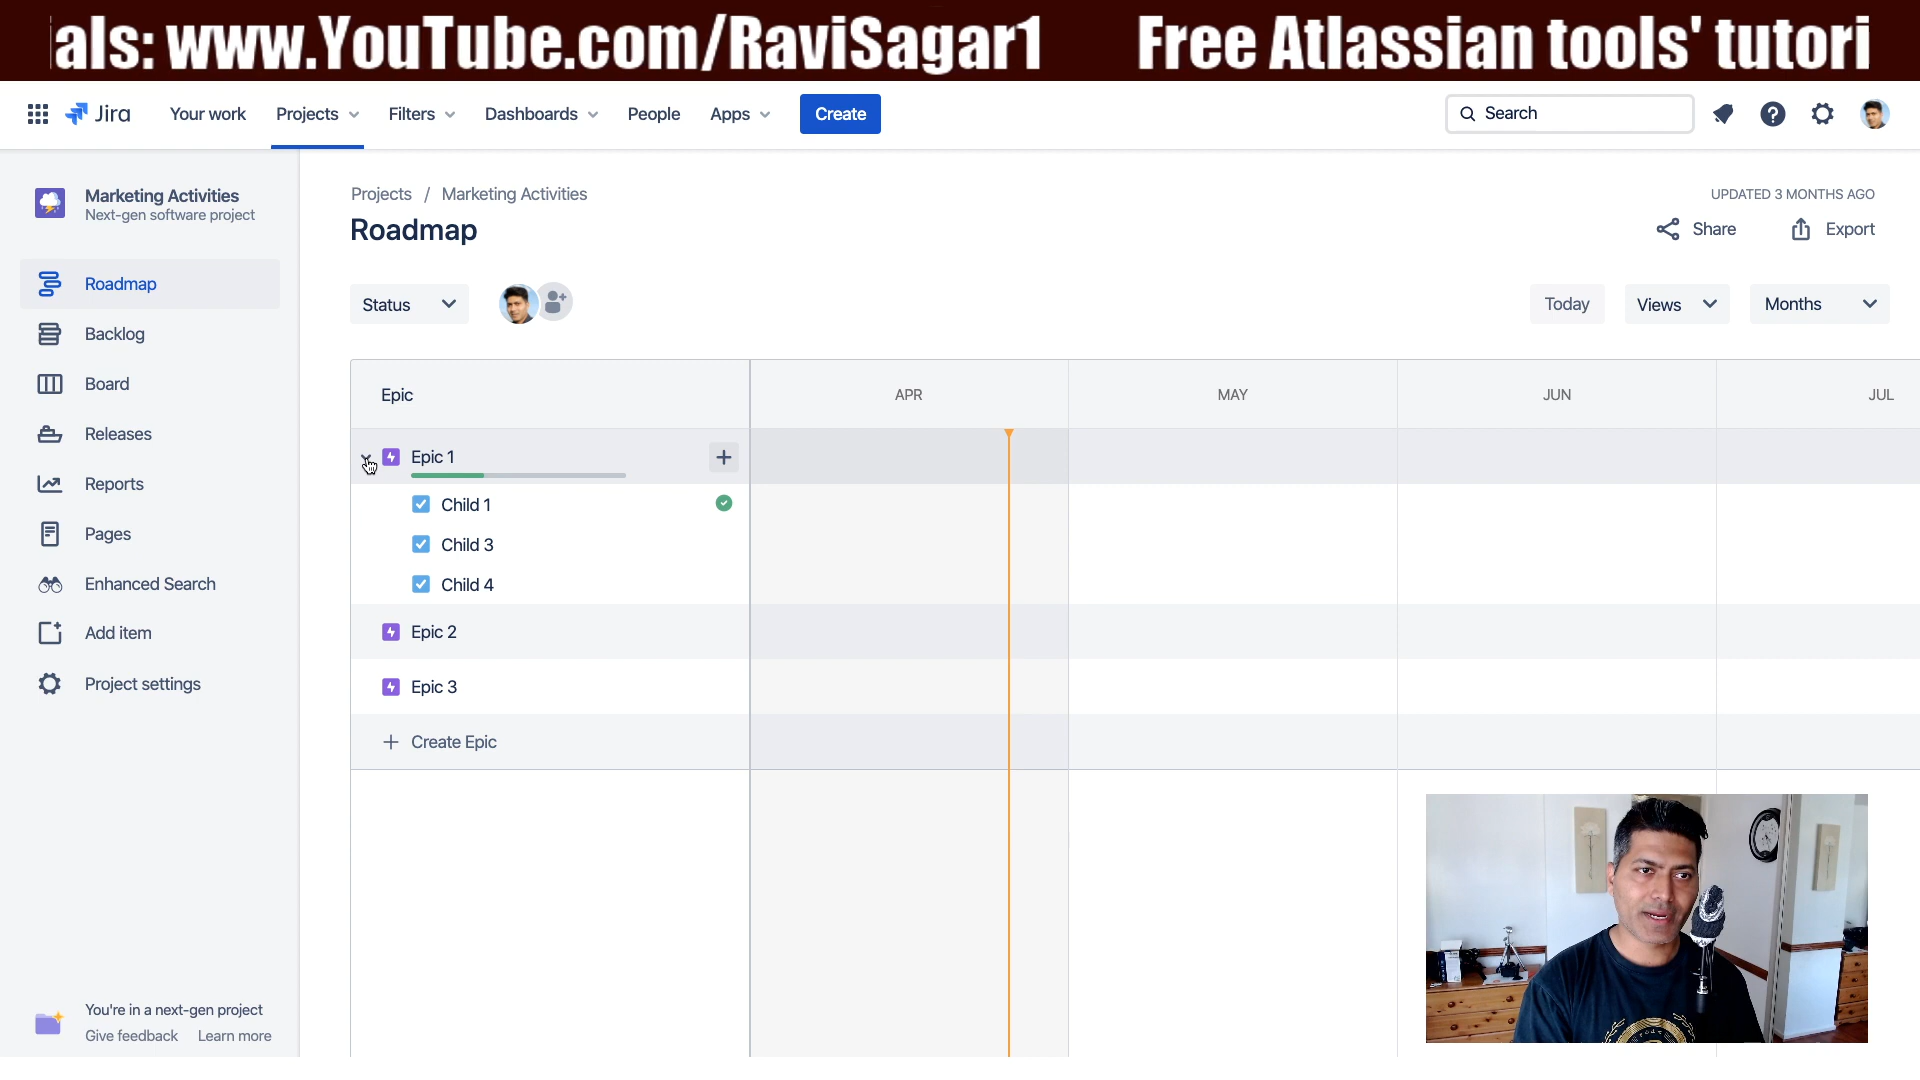 als: www.YouTube.com/RaviSagar1 Free Atlassian tools' tutori
Jira Your work Projects Filters Dashboards People Apps Create Search
Marketing Activities
Next-gen software project
Roadmap
Backlog
Board
Releases
Reports
Pages
Enhanced Search
Add item
Project settings
You're in a next-gen project
Give feedback Learn more
Projects / Marketing Activities
UPDATED 3 MONTHS AGO
Roadmap
Share Export
Status
Today Views Months
Epic APR MAY JUN JUL
Epic 1
Child 1
Child 3
Child 4
Epic 2
Epic 3
Create Epic